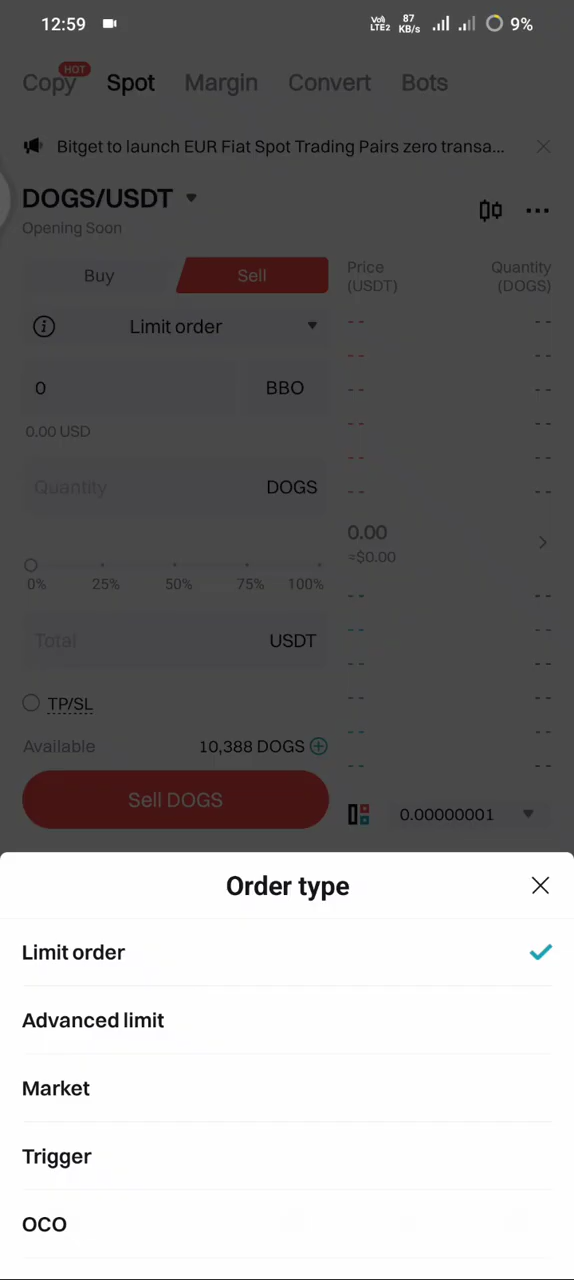 12:59 Voll LTE2 87 KB/s 9%
Copy HOT Spot Margin Convert Bots
Bitget to launch EUR Fiat Spot Trading Pairs zero transa...
DOGS/USDT
Opening Soon
Buy Sell
Price (USDT) Quantity (DOGS)
Limit order
-- --
-- --
0 BBO
-- --
-- --
0.00 USD
-- --
Quantity DOGS
-- --
0.00
≈$0.00
0% 25% 50% 75% 100%
-- --
-- --
Total USDT
-- --
-- --
TP/SL
-- --
Available 10,388 DOGS
-- --
Sell DOGS
0.00000001
Order type
Limit order
Advanced limit
Market
Trigger
OCO